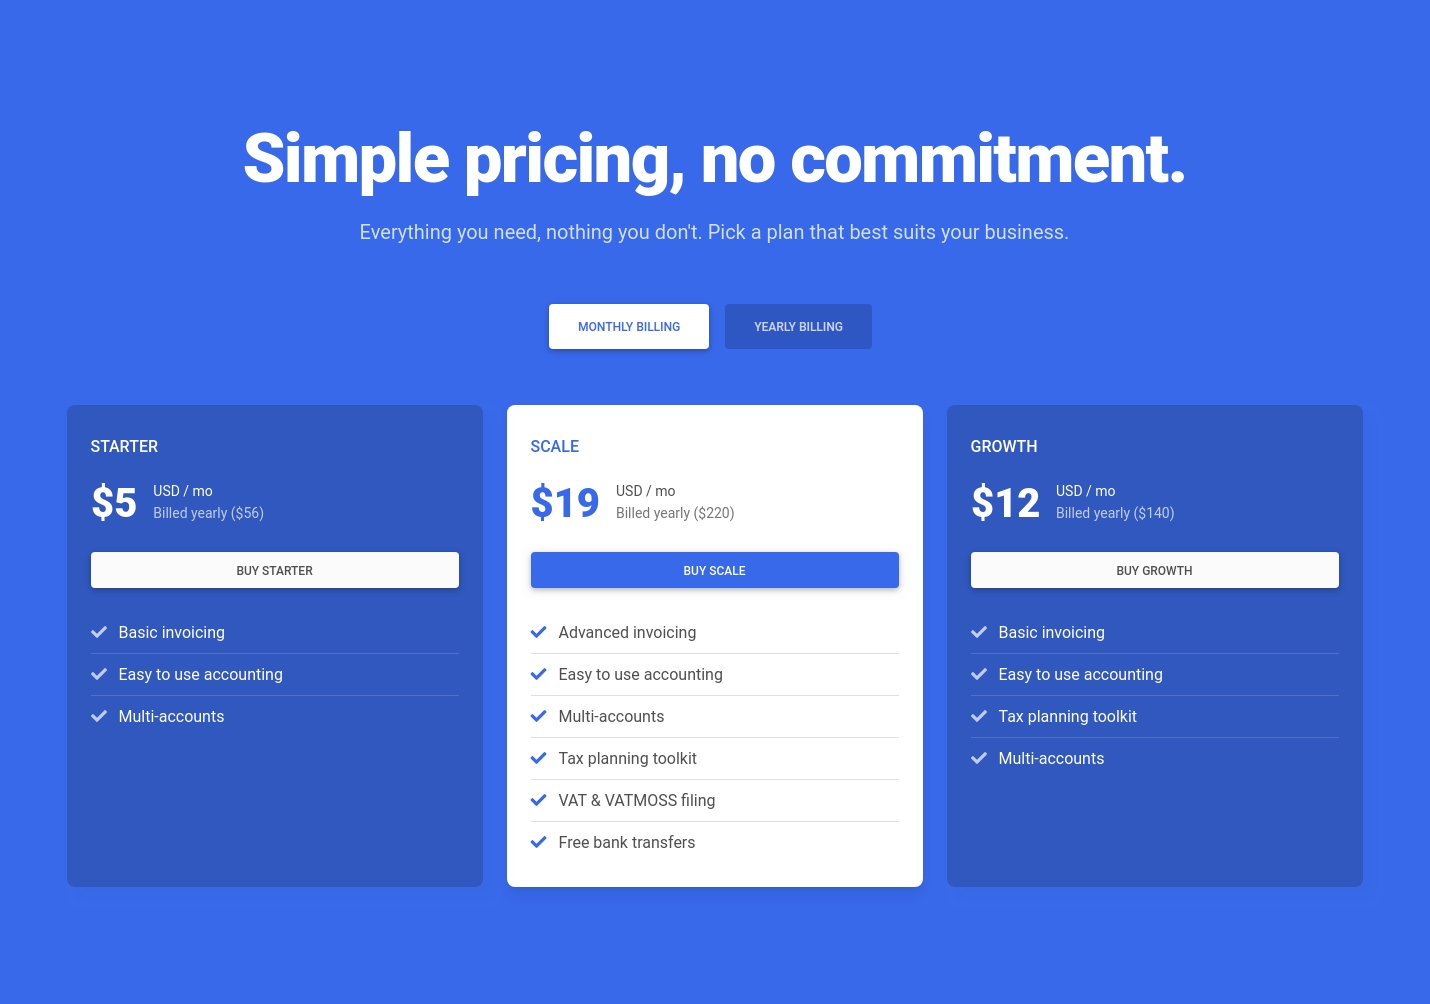 Simple pricing, no commitment.
Everything you need, nothing you don't. Pick a plan that best suits your business.
MONTHLY BILLING
YEARLY BILLING
STARTER
$5
USD / mo
Billed yearly ($56)
BUY STARTER
Basic invoicing
Easy to use accounting
Multi-accounts
SCALE
$19
USD / mo
Billed yearly ($220)
BUY SCALE
Advanced invoicing
Easy to use accounting
Multi-accounts
Tax planning toolkit
VAT & VATMOSS filing
Free bank transfers
GROWTH
$12
USD / mo
Billed yearly ($140)
BUY GROWTH
Basic invoicing
Easy to use accounting
Tax planning toolkit
Multi-accounts